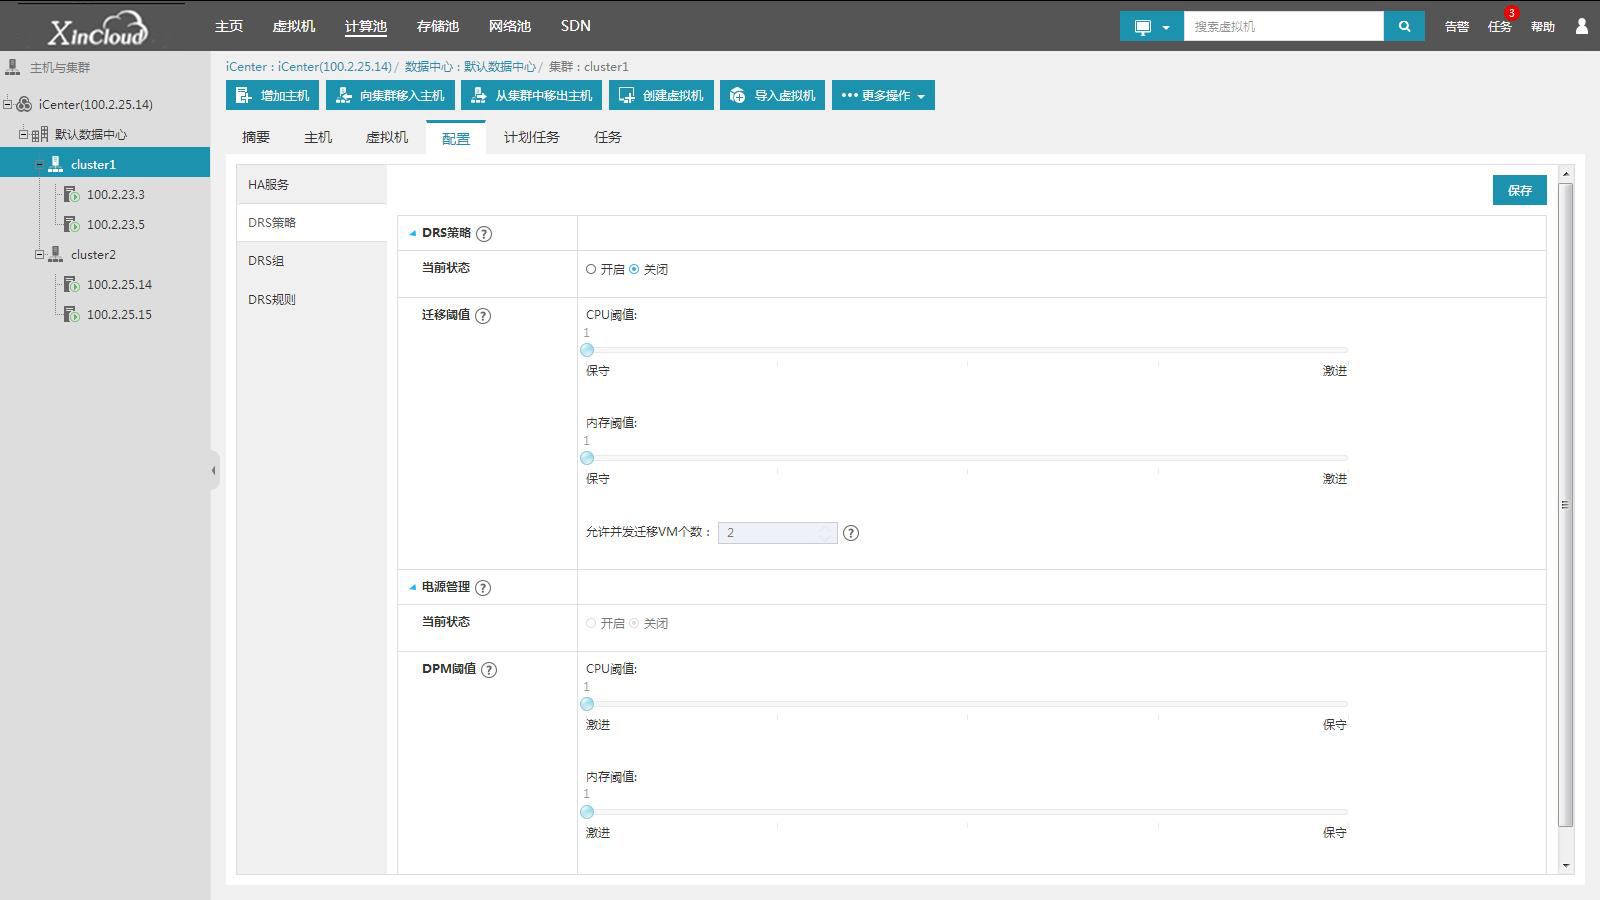 XinCloud
主页 虚拟机 计算池 存储池 网络池 SDN
搜索虚拟机
告警 任务 3 帮助
主机与集群
iCenter(100.2.25.14)
默认数据中心
cluster1
100.2.23.3
100.2.23.5
cluster2
100.2.25.14
100.2.25.15
iCenter : iCenter(100.2.25.14) / 数据中心 : 默认数据中心 / 集群 : cluster1
增加主机 向集群移入主机 从集群中移出主机 创建虚拟机 导入虚拟机 更多操作
摘要 主机 虚拟机 配置 计划任务 任务
HA服务
DRS策略
DRS组
DRS规则
保存
DRS策略 ?
当前状态 开启 关闭
迁移阈值 ? CPU阈值:
1
保守 激进
内存阈值:
1
保守 激进
允许并发迁移VM个数： 2 ?
电源管理 ?
当前状态 开启 关闭
DPM阈值 ? CPU阈值:
1
激进 保守
内存阈值:
1
激进 保守